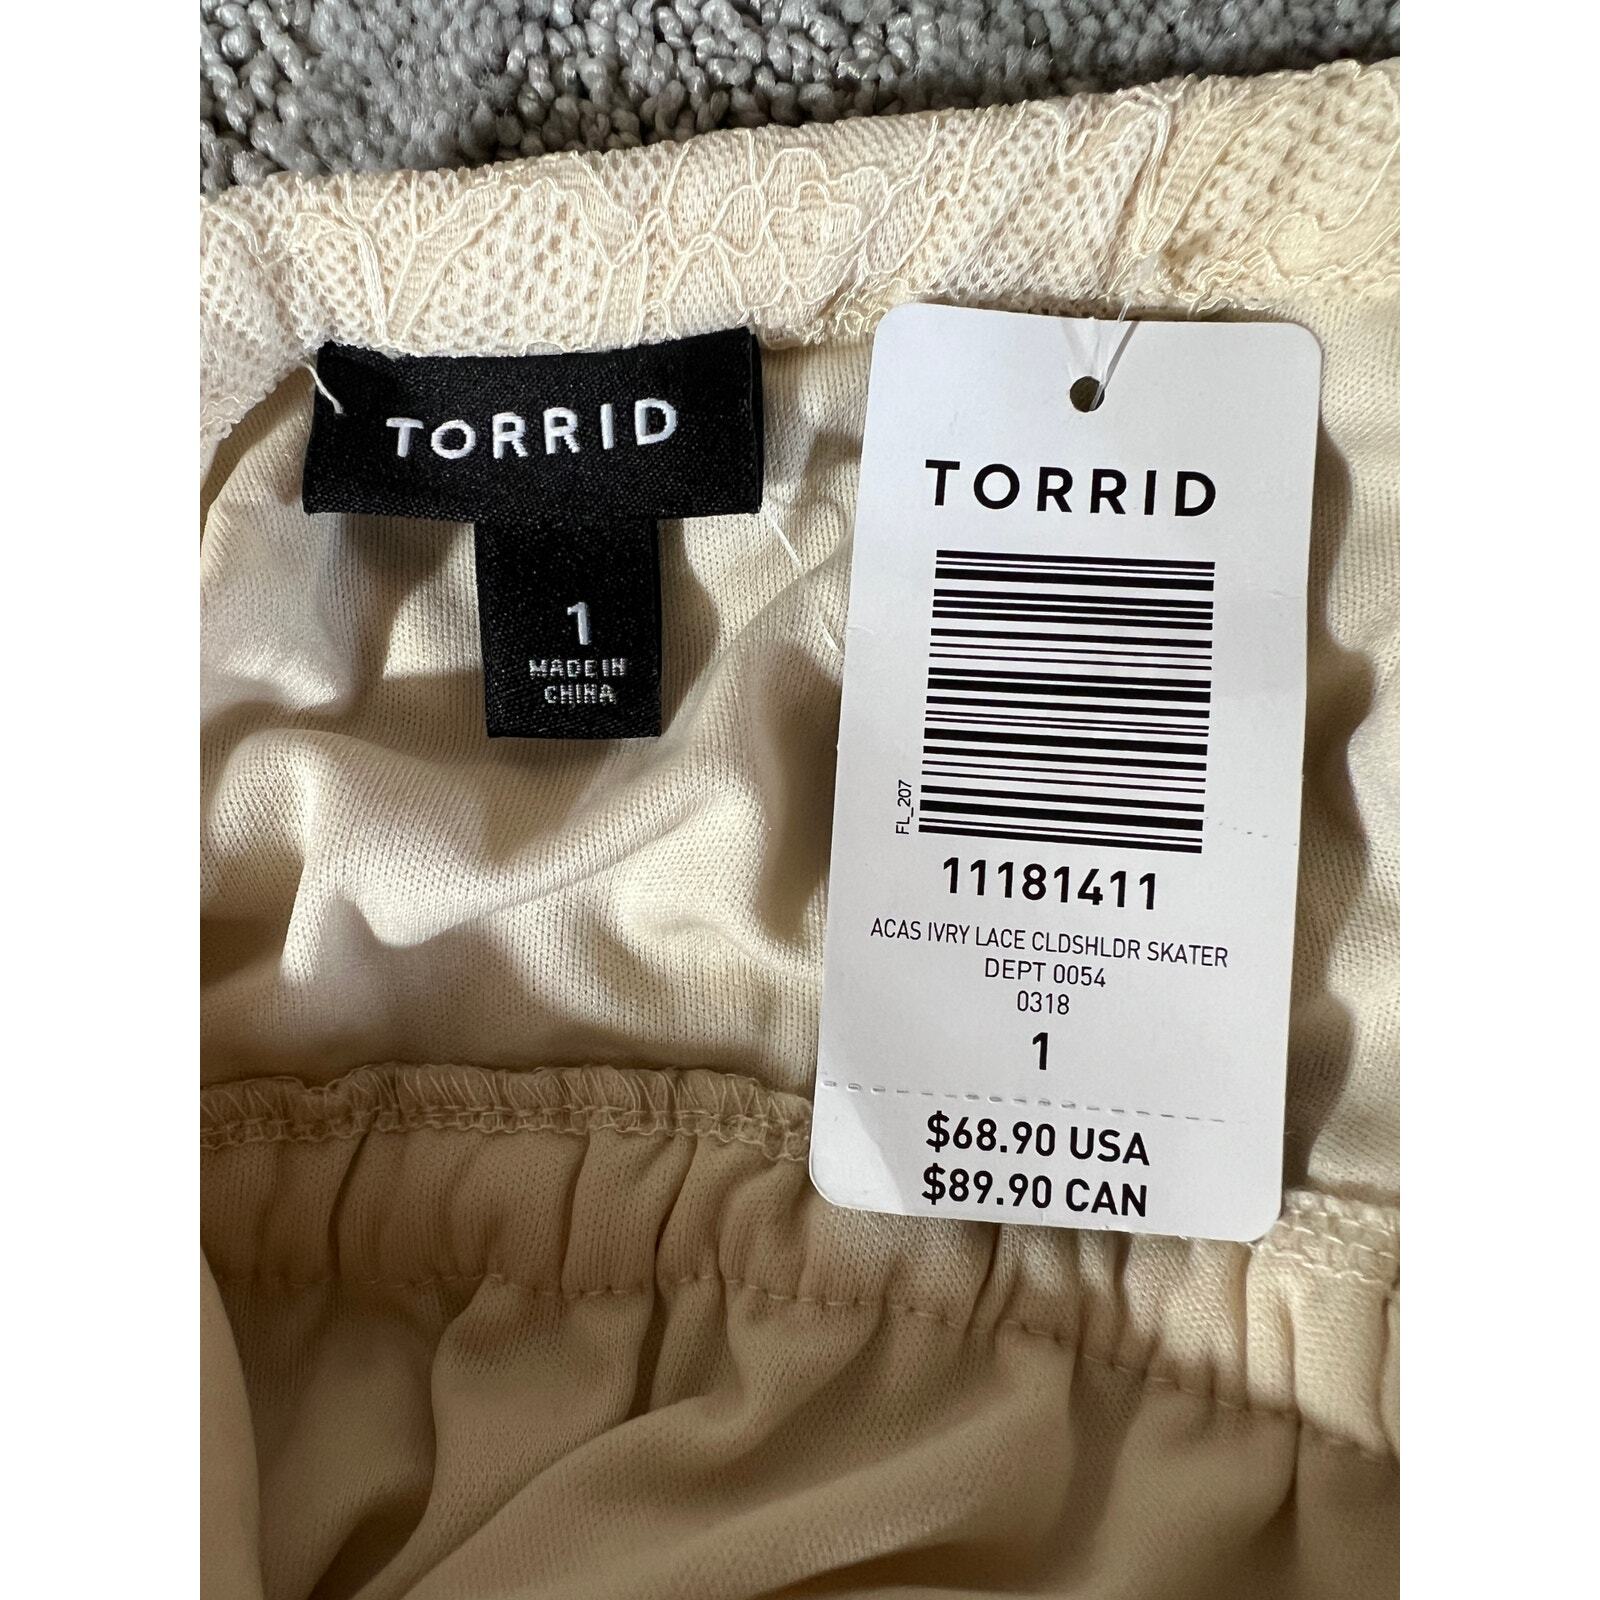 TORRID
1
MADE IN
CHINA
TORRID
FL_207
11181411
ACAS IVRY LACE CLDSHLDR SKATER
DEPT 0054
0318
1
$68.90 USA
$89.90 CAN